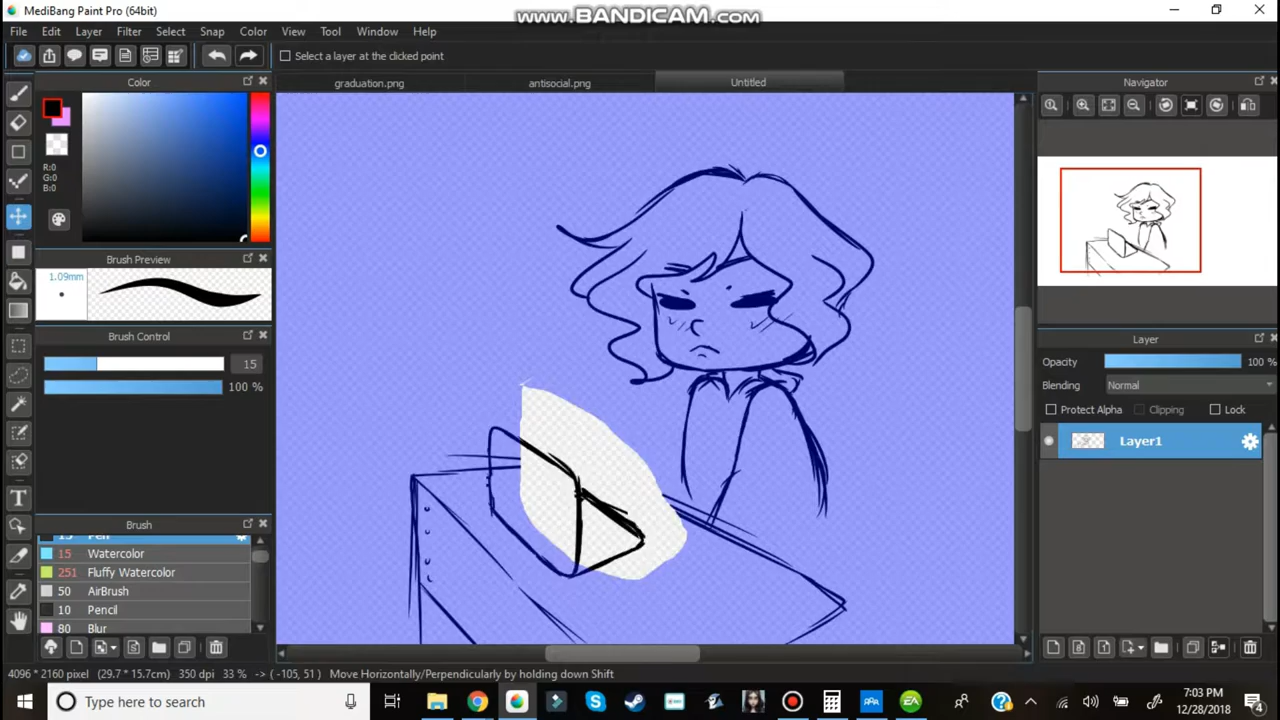 MediBang Paint Pro (64bit)
www.BANDICAM.com
File Edit Layer Filter Select Snap Color View Tool Window Help
Select a layer at the clicked point
Color
graduation.png
antisocial.png
Untitled
Navigator
R:0
G:0
B:0
Brush Preview
1.09mm
Brush Control
15
100 %
Layer
Opacity 100 %
Blending Normal
Protect Alpha Clipping Lock
Layer1
Brush
15 Pen
15 Watercolor
251 Fluffy Watercolor
50 AirBrush
10 Pencil
80 Blur
4096 * 2160 pixel (29.7 * 15.7cm) 350 dpi 33 % -> ( -105, 51 ) Move Horizontally/Perpendicularly by holding down Shift
Type here to search
7:03 PM
12/28/2018
4